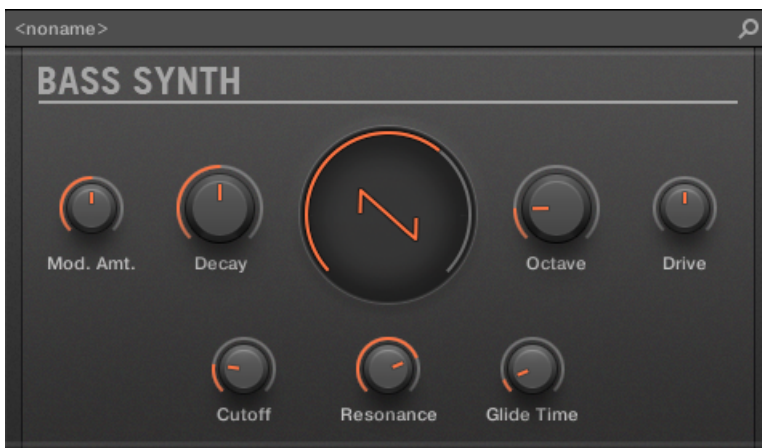 <noname>
BASS SYNTH
Mod. Amt.
Decay
Octave
Drive
Cutoff
Resonance
Glide Time